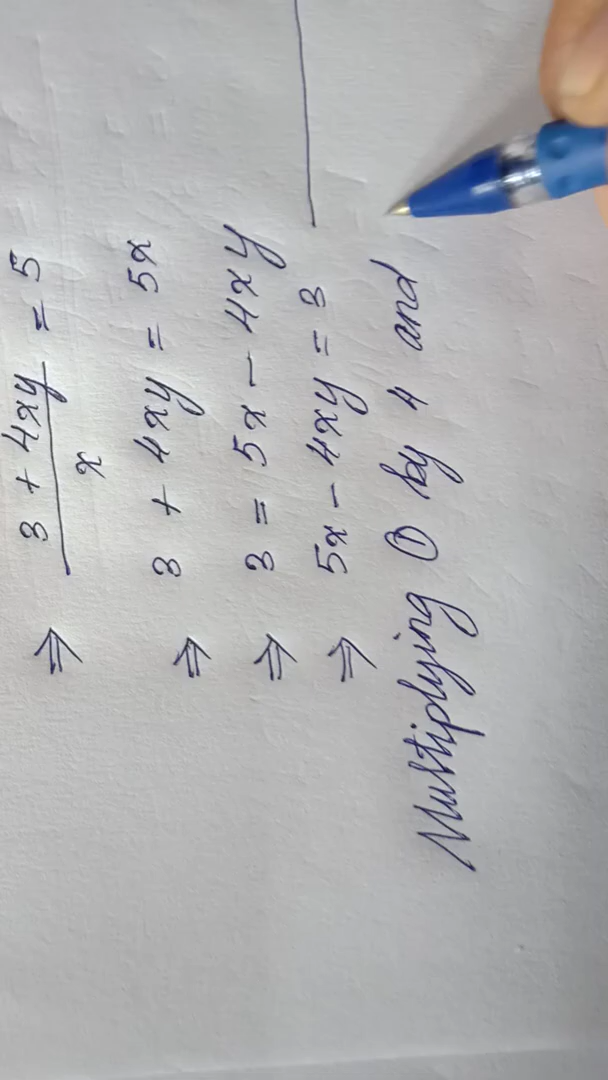 ⇒ 3 + 4xy / x = 5
⇒ 3 + 4xy = 5x
⇒ 3 = 5x - 4xy
⇒ 5x - 4xy = 3
Multiplying ① by 4 and